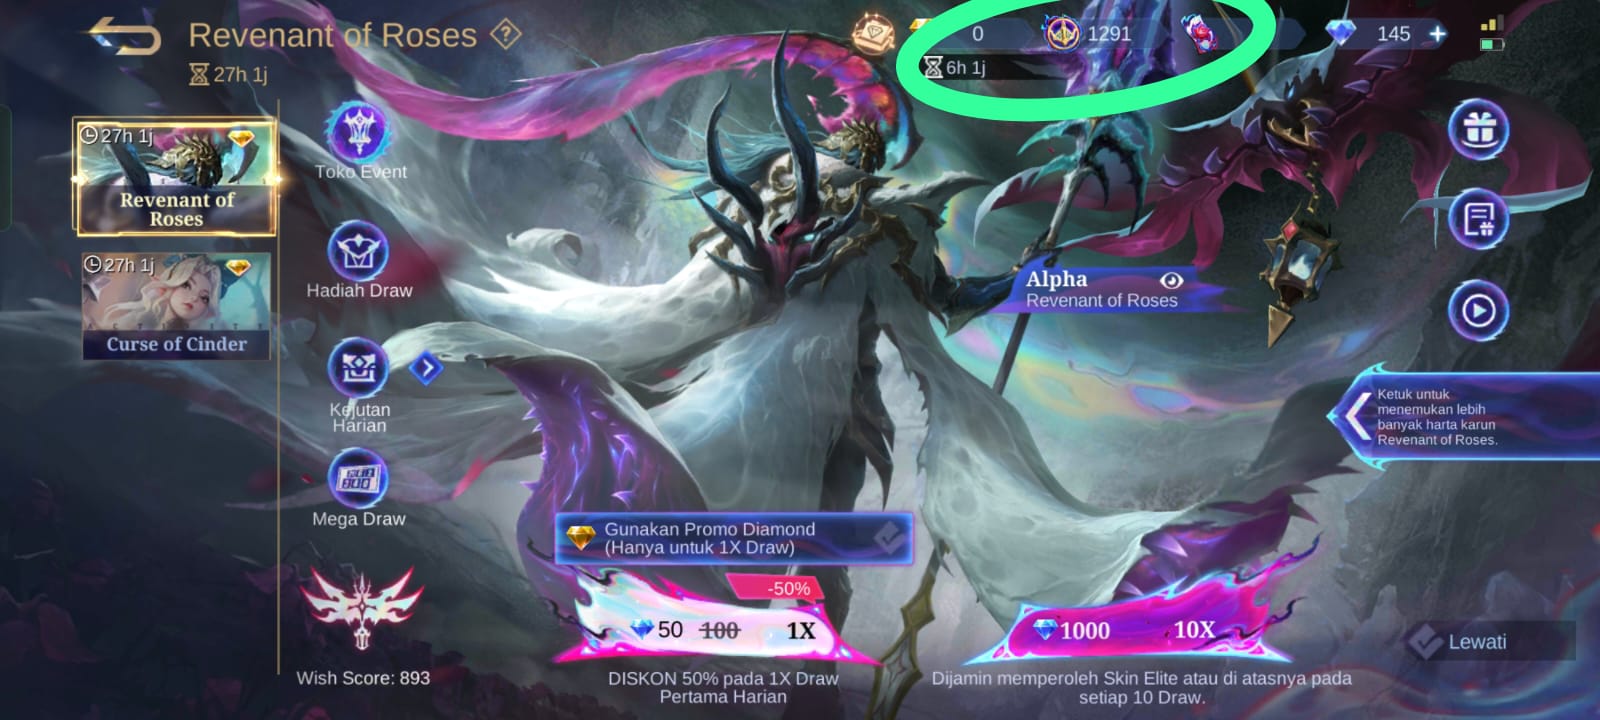 Revenant of Roses ?
27h 1j
0
1291
145 +
6h 1j
27h 1j
Revenant of
Roses
27h 1j
Curse of Cinder
Toko Event
Hadiah Draw
Kejutan
Harian
Mega Draw
Wish Score: 893
Alpha
Revenant of Roses
Ketuk untuk
menemukan lebih
banyak harta karun
Revenant of Roses.
Gunakan Promo Diamond
(Hanya untuk 1X Draw)
-50%
50 100 1X
DISKON 50% pada 1X Draw
Pertama Harian
1000 10X
Dijamin memperoleh Skin Elite atau di atasnya pada
setiap 10 Draw.
Lewati